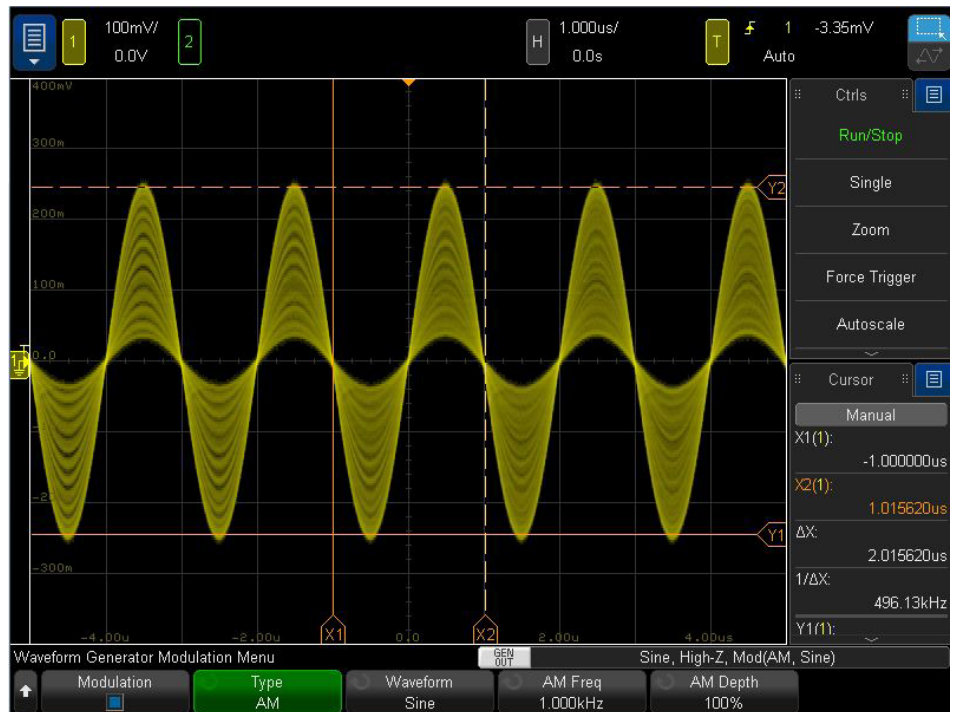 1 100mV/ 2 H 1.000us/ T 1 -3.35mV
0.0V 0.0s Auto
400mV
300m
200m
100m
0.0
-300m
-4.00u -2.00u 0.0 2.00u 4.00us
Y2
Y1
X1 X2
T
1
Ctrls
Run/Stop
Single
Zoom
Force Trigger
Autoscale
Cursor
Manual
X1(1):
-1.000000us
X2(1):
1.015620us
ΔX:
2.015620us
1/ΔX:
496.13kHz
Y1(1):
Waveform Generator Modulation Menu GEN OUT Sine, High-Z, Mod(AM, Sine)
Modulation Type Waveform AM Freq AM Depth
AM Sine 1.000kHz 100%